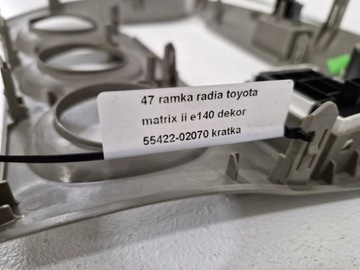 47 ramka radia toyota
matrix ii e140 dekor
55422-02070 kratka